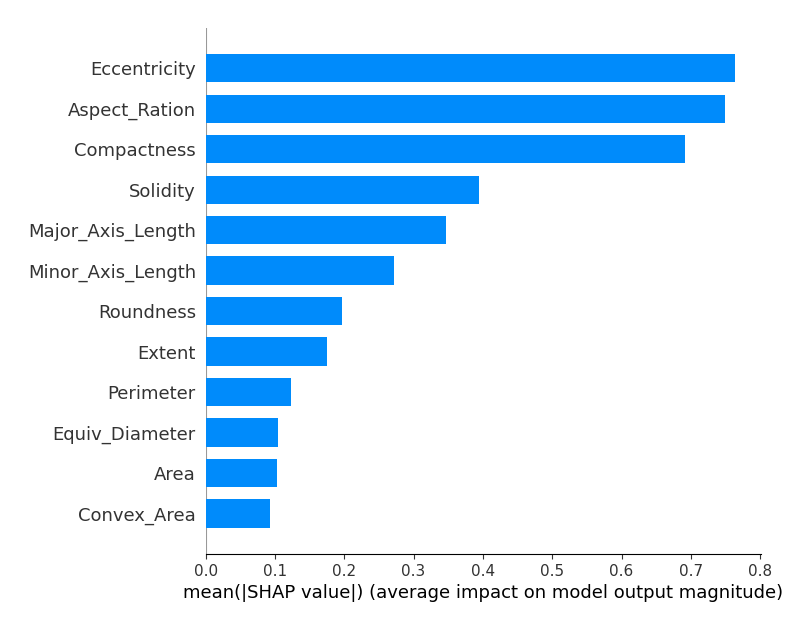 Eccentricity
Aspect_Ration
Compactness
Solidity
Major_Axis_Length
Minor_Axis_Length
Roundness
Extent
Perimeter
Equiv_Diameter
Area
Convex_Area
0.0 0.1 0.2 0.3 0.4 0.5 0.6 0.7 0.8
mean(|SHAP value|) (average impact on model output magnitude)